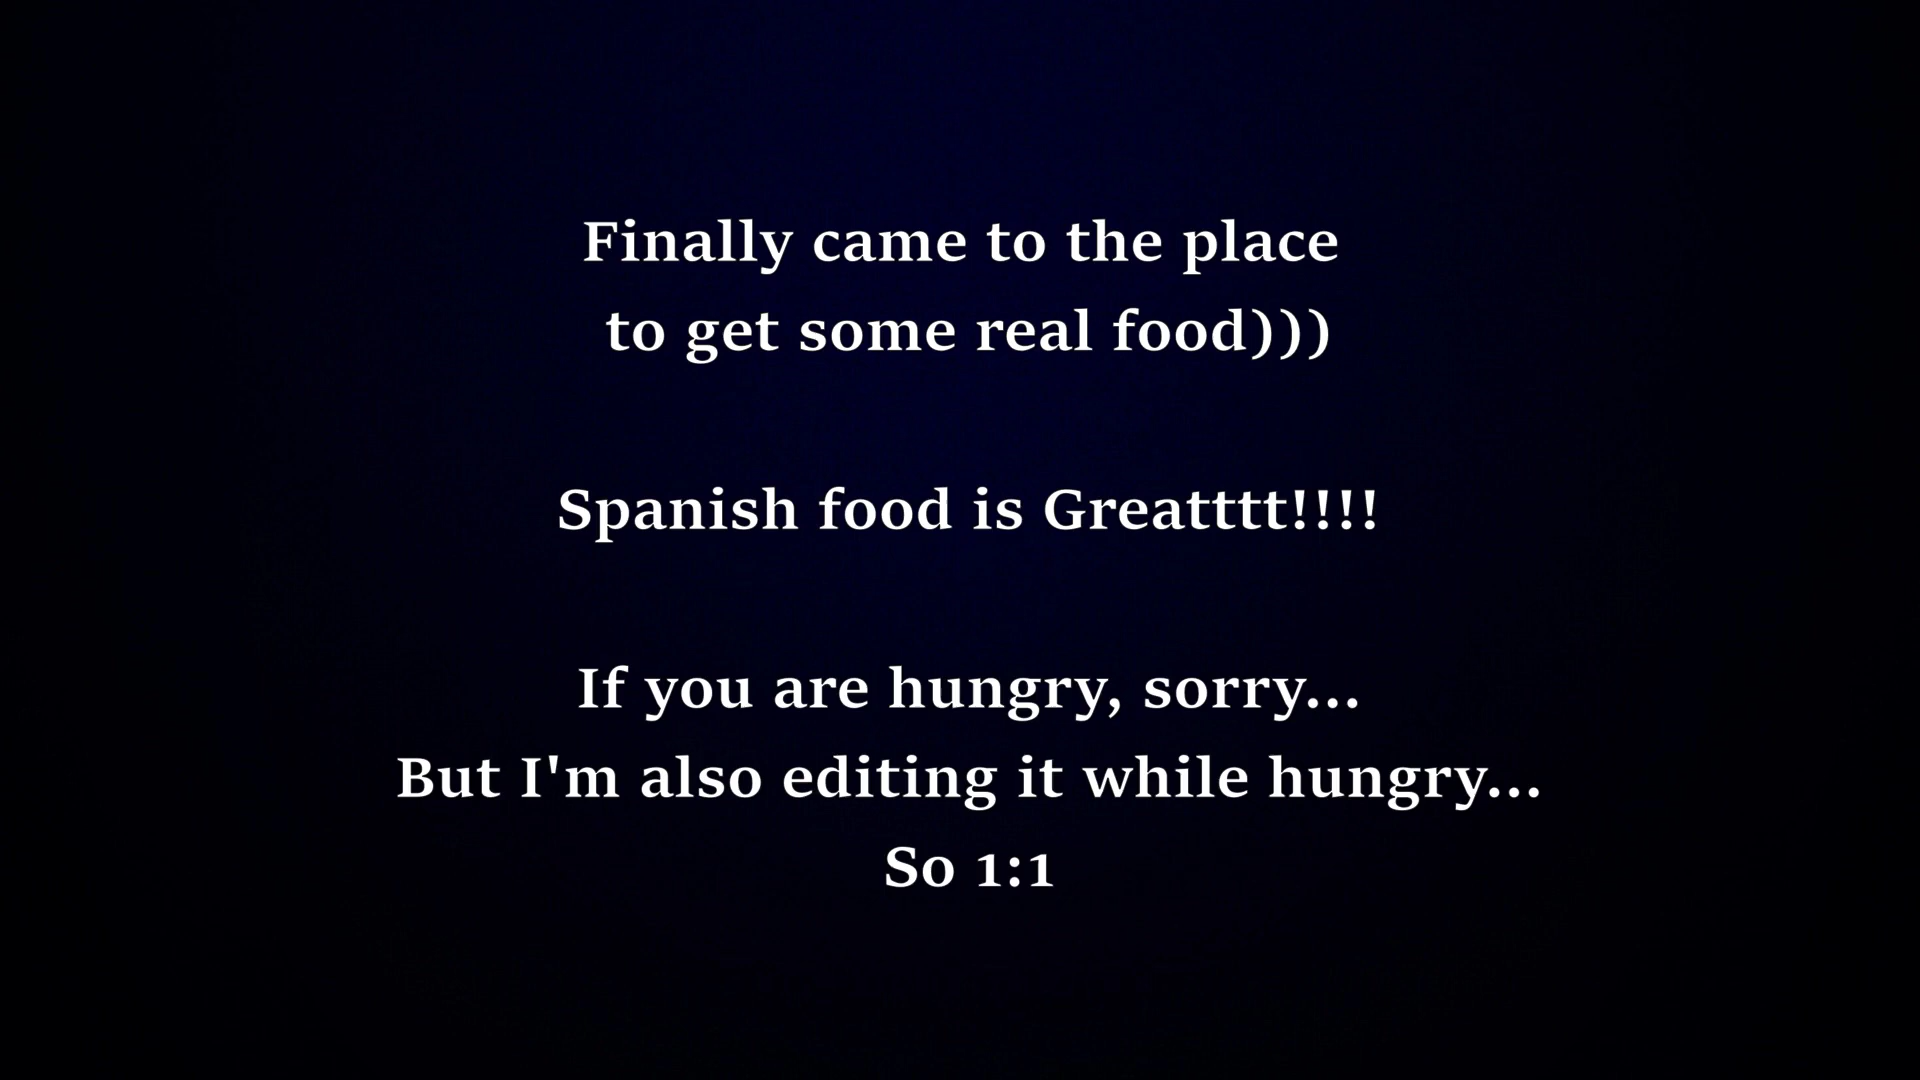 Finally came to the place
to get some real food)))
Spanish food is Greatttt!!!!
If you are hungry, sorry...
But I'm also editing it while hungry...
So 1:1